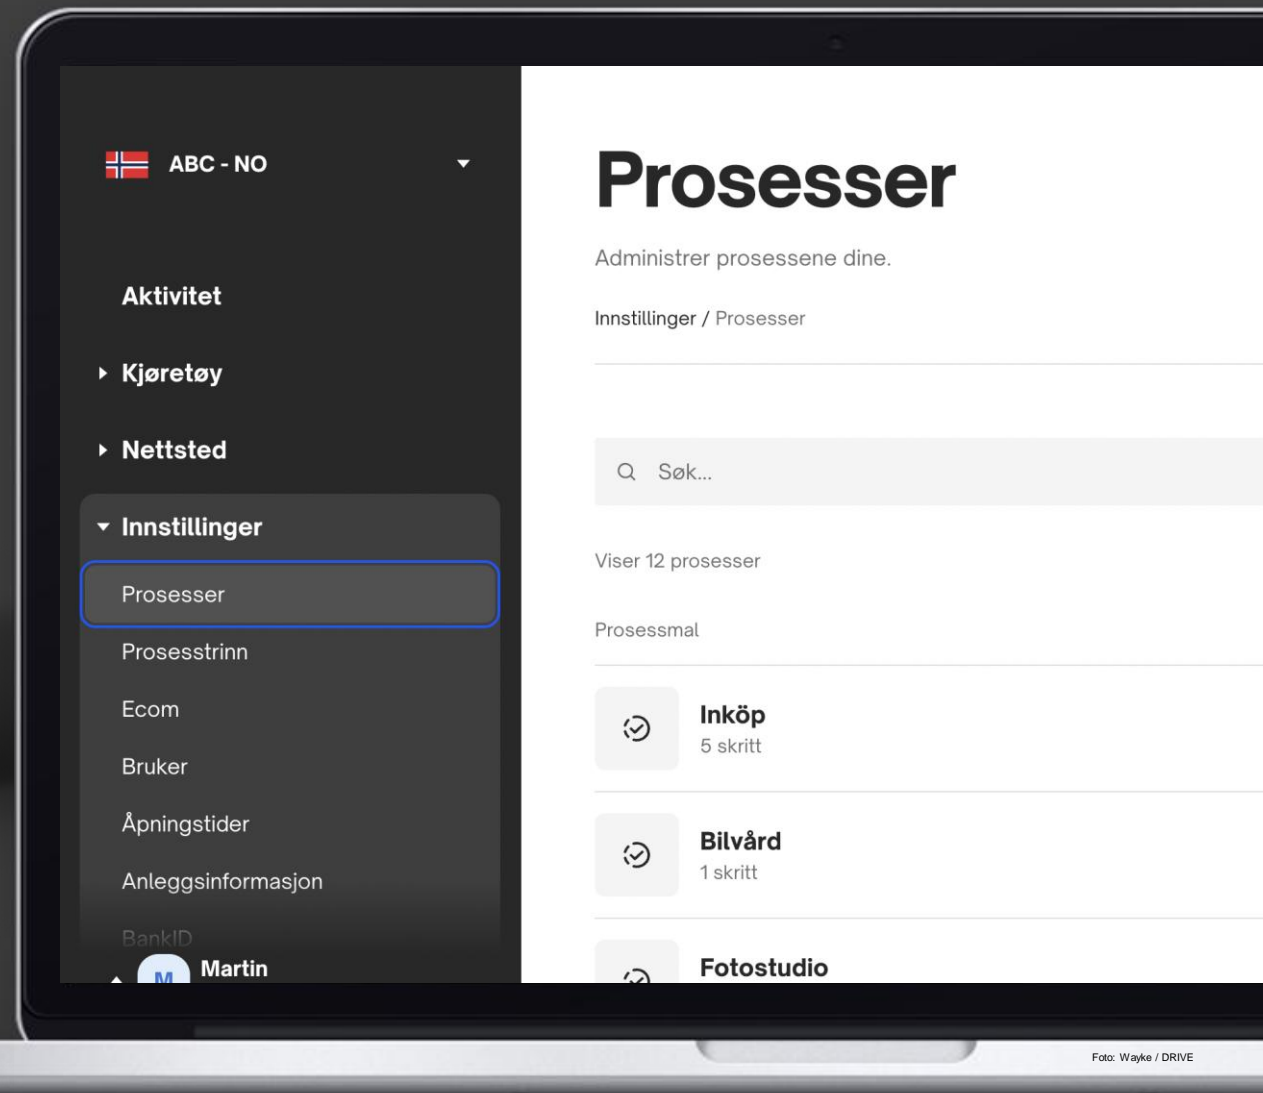 ABC - NO
Aktivitet
Kjøretøy
Nettsted
Innstillinger
Prosesser
Prosesstrinn
Ecom
Bruker
Åpningstider
Anleggsinformasjon
BankID
M
Martin
Prosesser
Administrer prosessene dine.
Innstillinger / Prosesser
Søk...
Viser 12 prosesser
Prosessmal
Inköp
5 skritt
Bilvård
1 skritt
Fotostudio
Foto: Wayke / DRIVE